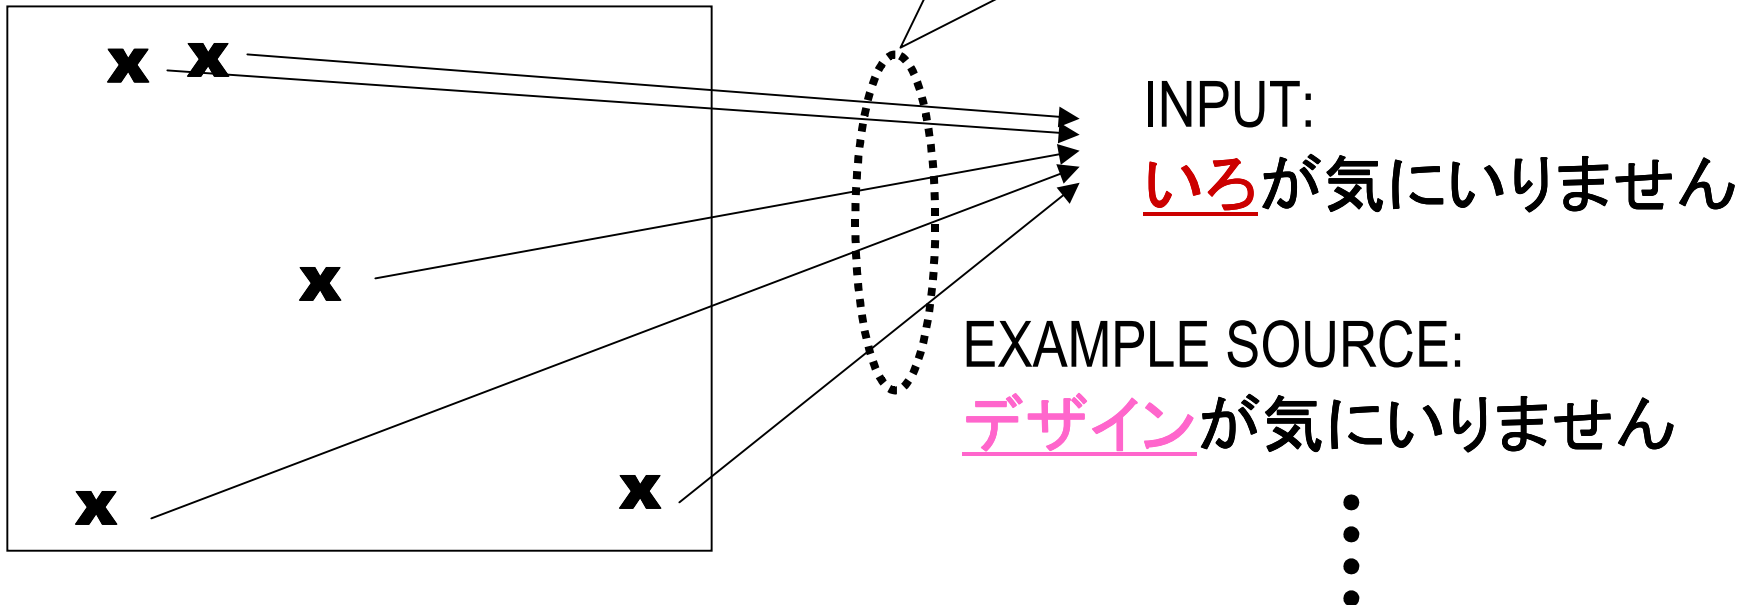 x x
INPUT:
いろが気にいりません
x
EXAMPLE SOURCE:
デザインが気にいりません
x
x